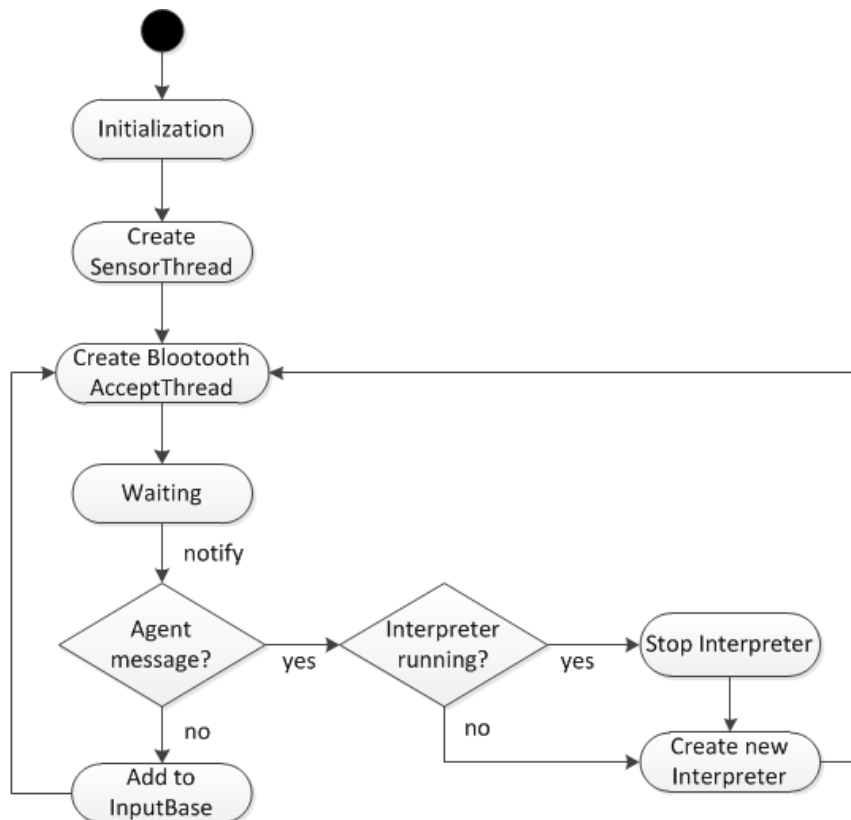 Initialization
Create
SensorThread
Create Blootooth
AcceptThread
Waiting
notify
Agent
message?
yes
Interpreter
running?
yes
Stop Interpreter
no
no
Create new
Interpreter
Add to
InputBase